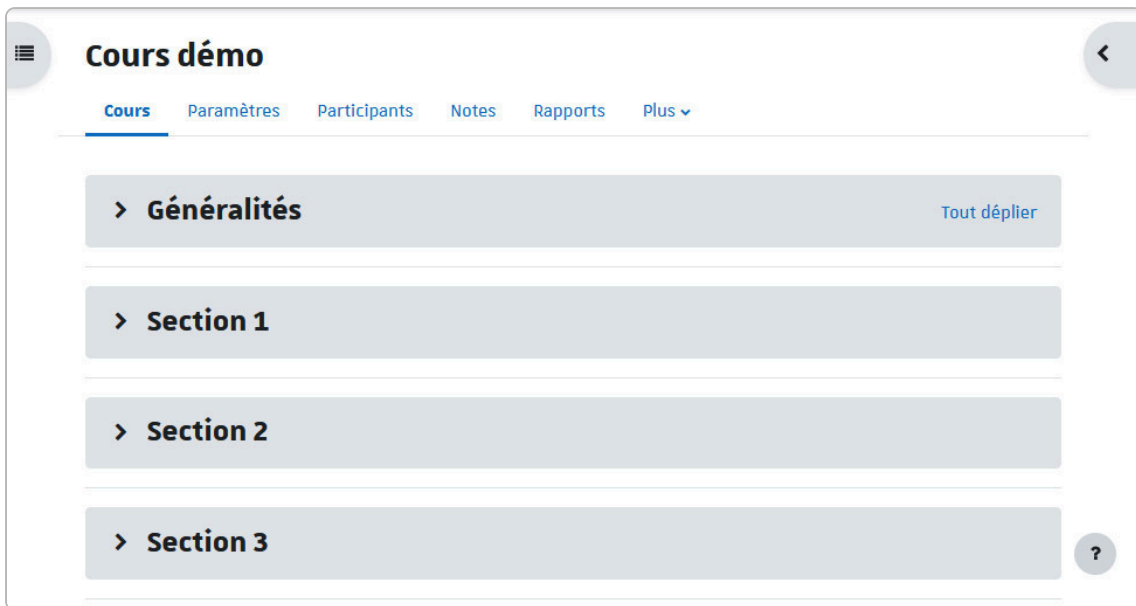 Cours démo
Cours Paramètres Participants Notes Rapports Plus
Généralités Tout déplier
Section 1
Section 2
Section 3
?